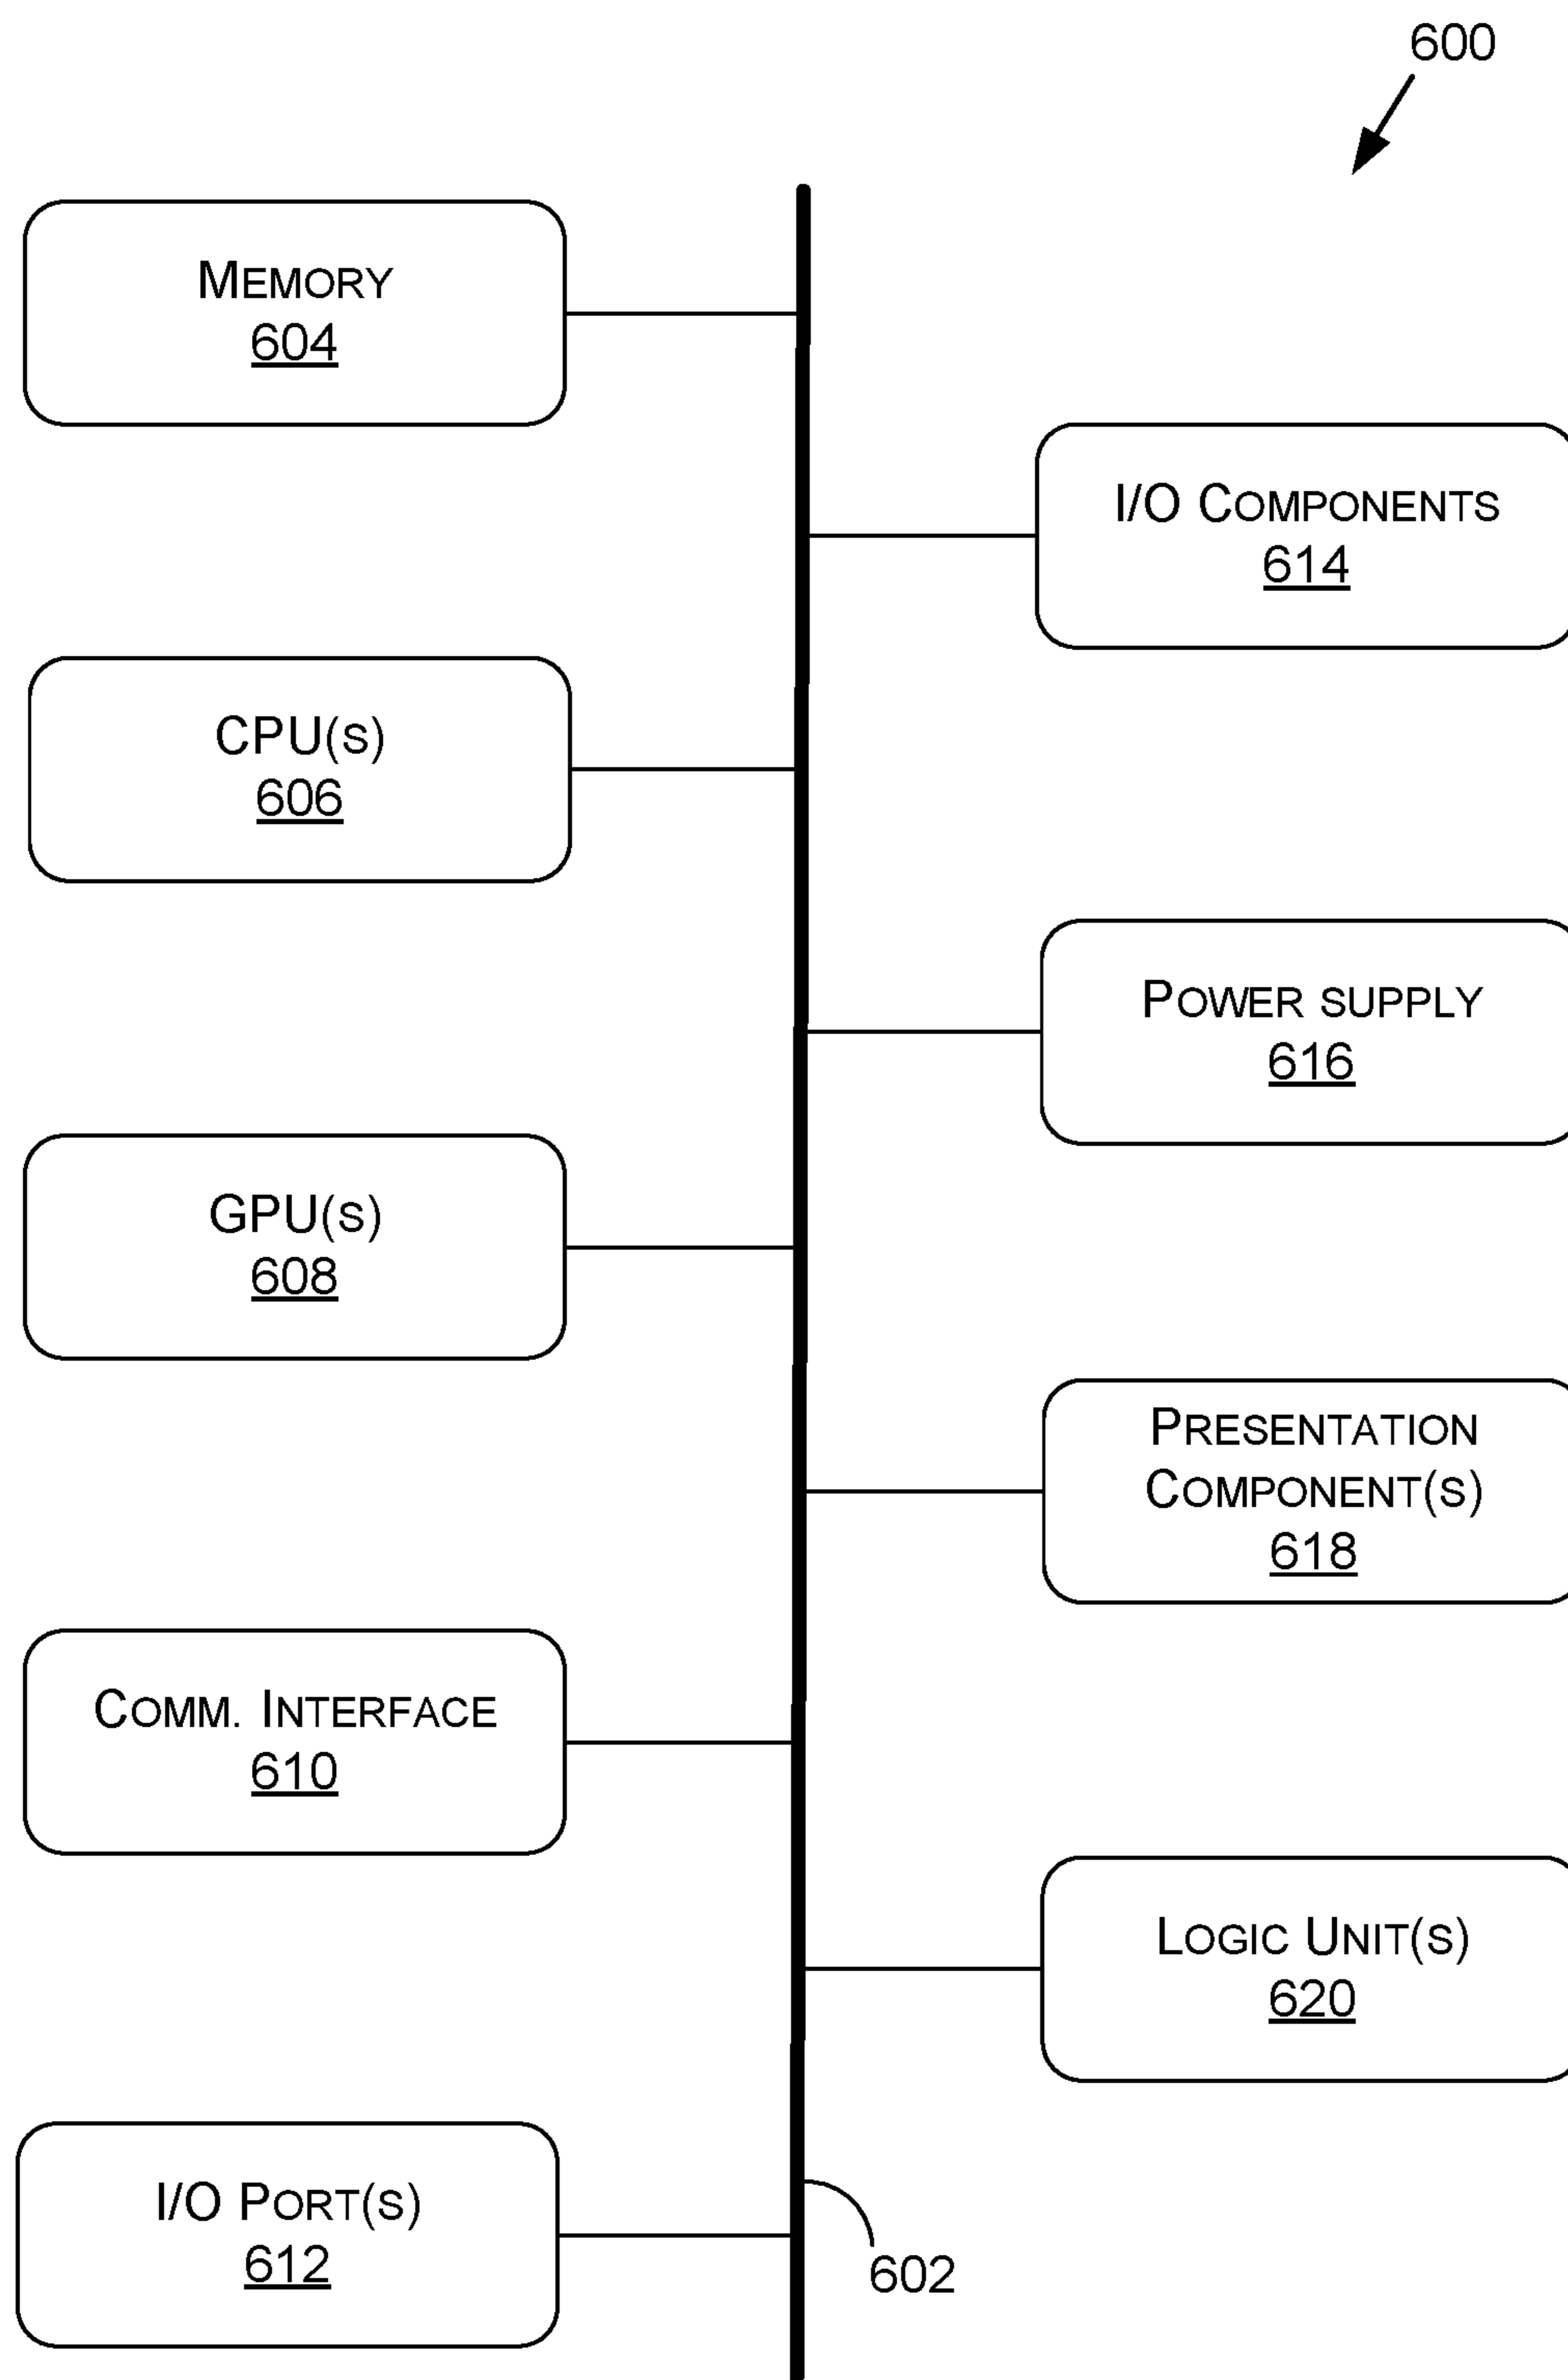 600
MEMORY
604
I/O COMPONENTS
614
CPU(S)
606
POWER SUPPLY
616
GPU(S)
608
PRESENTATION
COMPONENT(S)
618
COMM. INTERFACE
610
LOGIC UNIT(S)
620
I/O PORT(S)
612
602